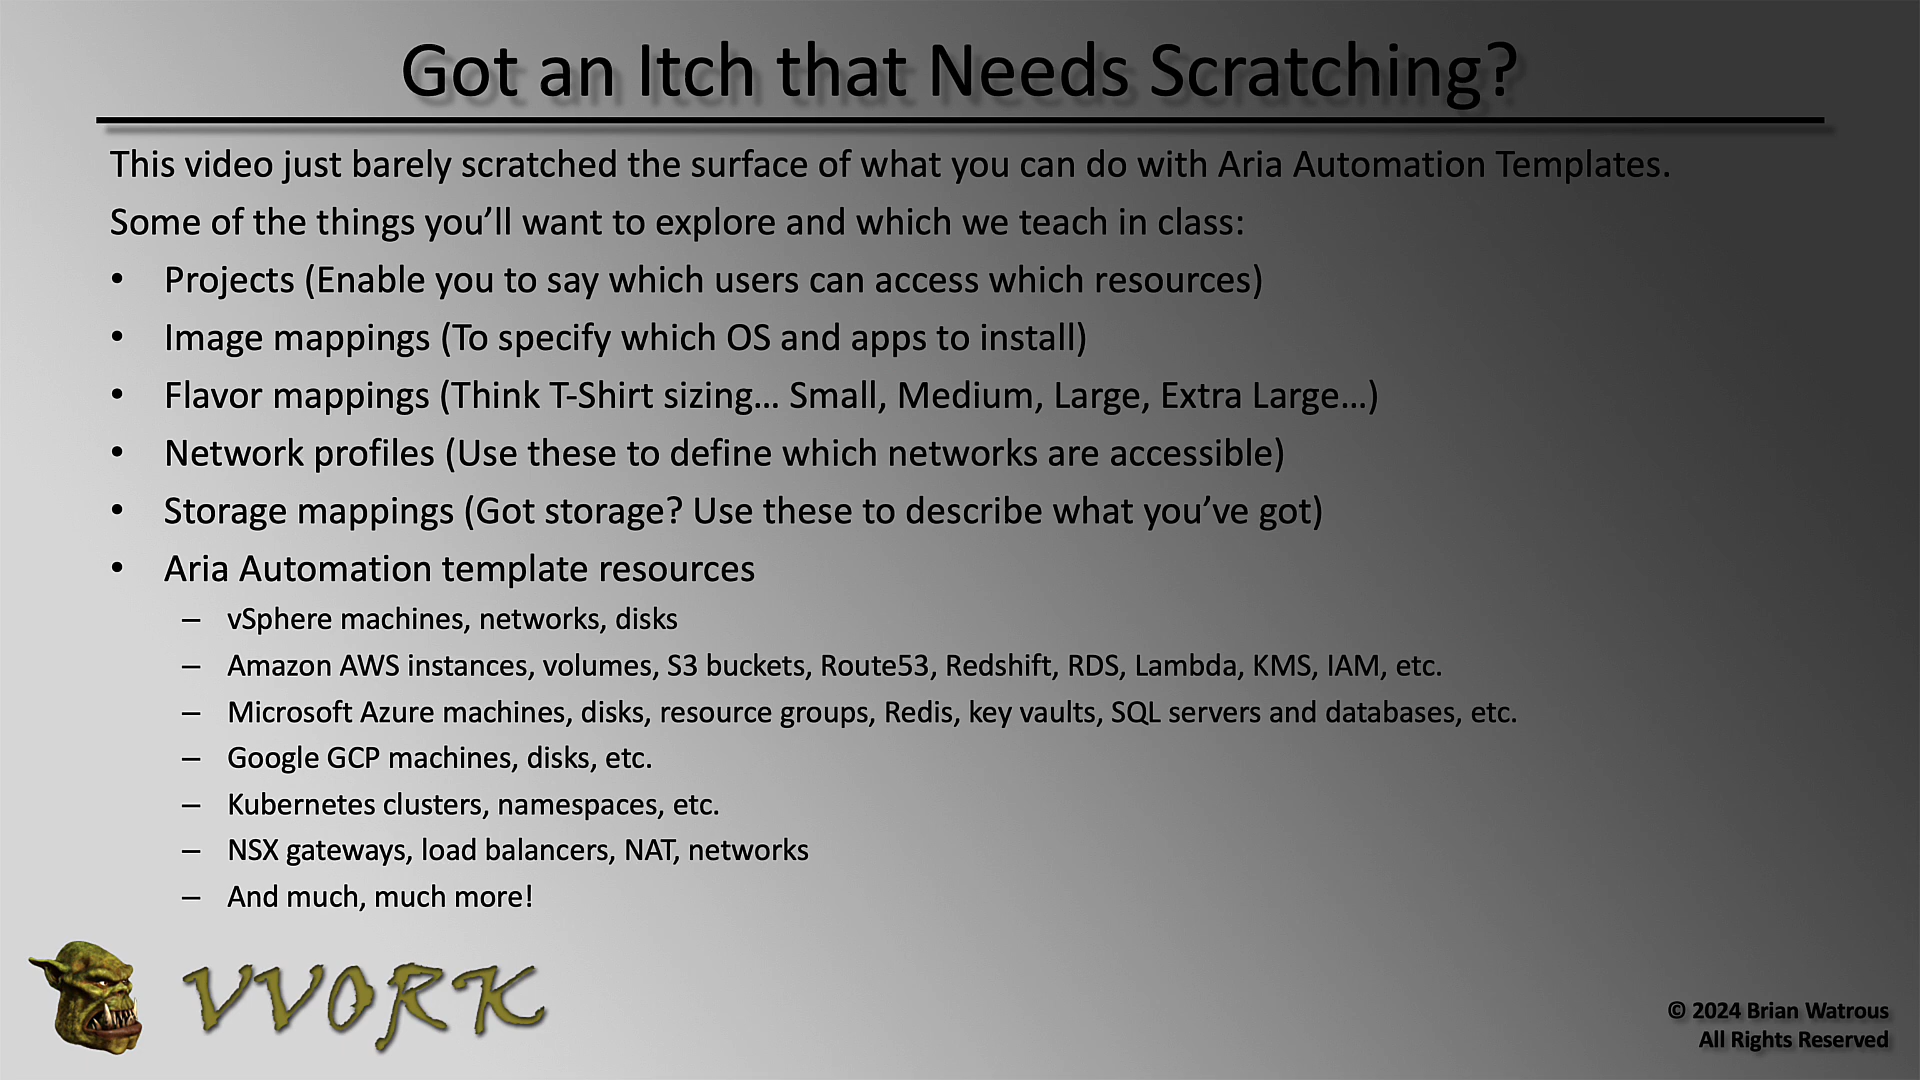 Got an Itch that Needs Scratching?
This video just barely scratched the surface of what you can do with Aria Automation Templates.
Some of the things you’ll want to explore and which we teach in class:
• Projects (Enable you to say which users can access which resources)
• Image mappings (To specify which OS and apps to install)
• Flavor mappings (Think T-Shirt sizing… Small, Medium, Large, Extra Large…)
• Network profiles (Use these to define which networks are accessible)
• Storage mappings (Got storage? Use these to describe what you’ve got)
• Aria Automation template resources
– vSphere machines, networks, disks
– Amazon AWS instances, volumes, S3 buckets, Route53, Redshift, RDS, Lambda, KMS, IAM, etc.
– Microsoft Azure machines, disks, resource groups, Redis, key vaults, SQL servers and databases, etc.
– Google GCP machines, disks, etc.
– Kubernetes clusters, namespaces, etc.
– NSX gateways, load balancers, NAT, networks
– And much, much more!
VVORK
© 2024 Brian Watrous
All Rights Reserved